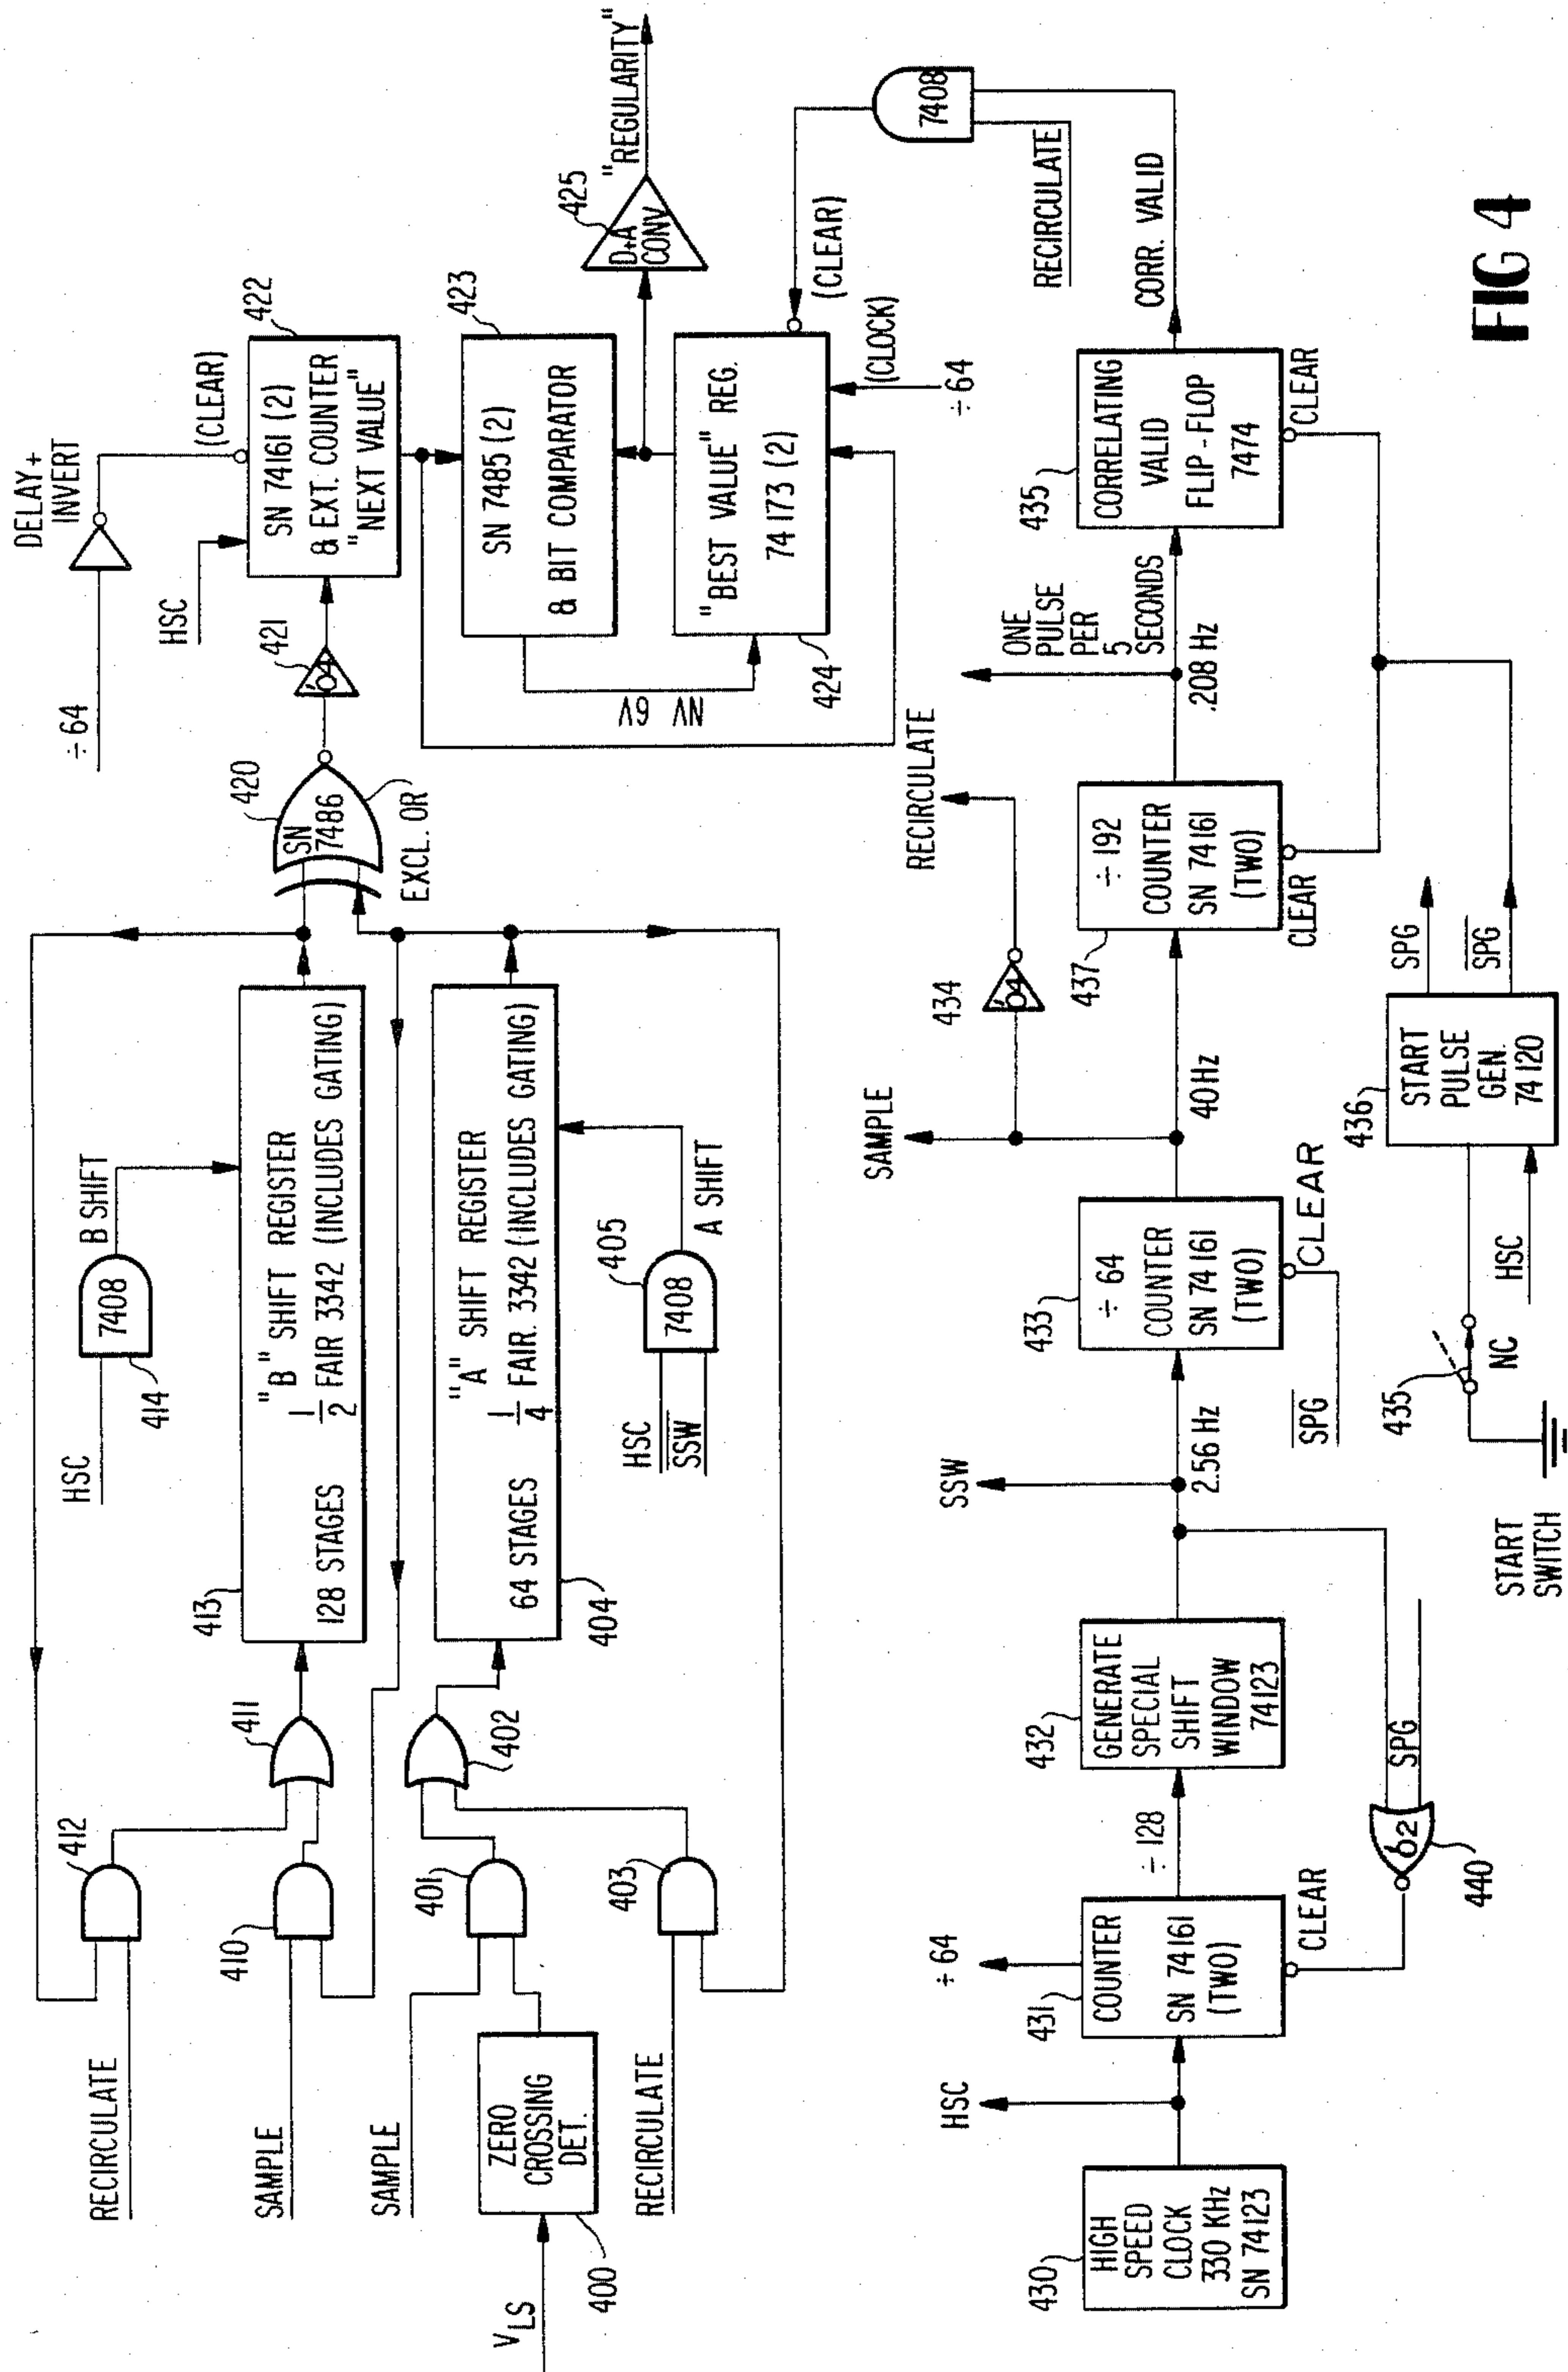 DELAY +
INVERT
÷ 64
HSC
(CLEAR)
422
SN 74161 (2)
& EXT. COUNTER
"NEXT VALUE"
421
'04
420
SN
7486
EXCL. OR
423
SN 7485 (2)
& BIT COMPARATOR
NV 6V
"BEST VALUE" REG.
74173 (2)
424
425
D+A
CONV
"REGULARITY"
(CLEAR)
(CLOCK)
÷ 64
7408
RECIRCULATE
CORR. VALID
HSC
7408
414
B SHIFT
413
"B" SHIFT REGISTER
128 STAGES 1/2 FAIR 3342 (INCLUDES GATING)
"A" SHIFT REGISTER
64 STAGES 1/4 FAIR. 3342 (INCLUDES GATING)
404
HSC
SSW
7408
405
A SHIFT
412
411
410
402
401
403
RECIRCULATE
SAMPLE
SAMPLE
RECIRCULATE
ZERO
CROSSING
DET.
400
VLS
430
HIGH
SPEED
CLOCK
330 KHz
SN 74123
HSC
431
COUNTER
SN 74161
(TWO)
÷ 64
CLEAR
÷ 128
432
GENERATE
SPECIAL
SHIFT
WINDOW
74123
SPG
'02
440
SSW
2.56 Hz
433
÷ 64
COUNTER
SN 74161
(TWO)
CLEAR
SPG
SAMPLE
40Hz
434
'04
RECIRCULATE
437
÷ 192
COUNTER
SN 74161
(TWO)
CLEAR
ONE
PULSE
PER
5
SECONDS
.208 Hz
435
CORRELATING
VALID
FLIP-FLOP
7474
CLEAR
START
SWITCH
435
NC
HSC
436
START
PULSE
GEN.
74120
SPG
SPG
FIG 4